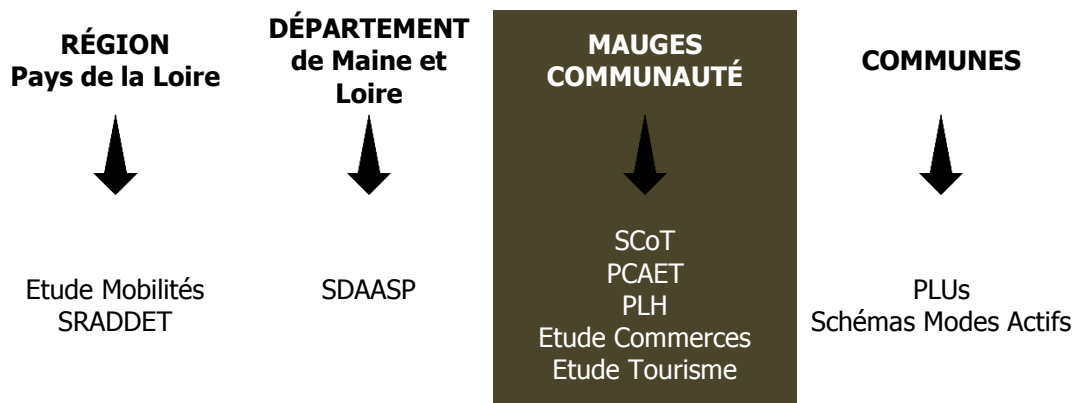 RÉGION
Pays de la Loire
DÉPARTEMENT
de Maine et
Loire
MAUGES
COMMUNAUTÉ
COMMUNES
Etude Mobilités
SRADDET
SDAASP
SCoT
PCAET
PLH
Etude Commerces
Etude Tourisme
PLUs
Schémas Modes Actifs